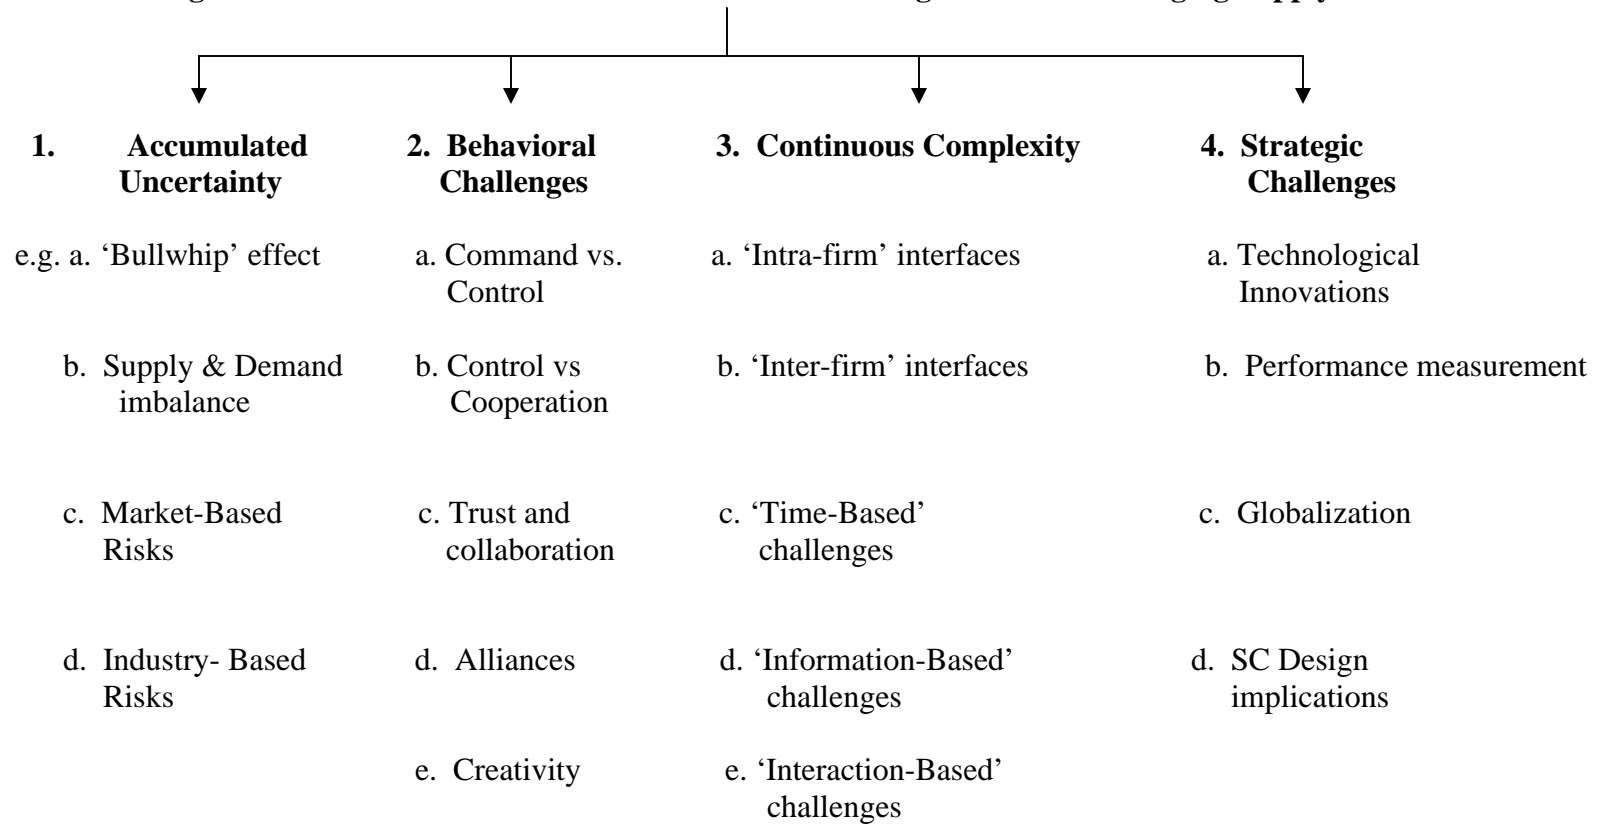 1. Accumulated
Uncertainty
e.g. a. ‘Bullwhip’ effect
b. Supply & Demand
imbalance
c. Market-Based
Risks
d. Industry- Based
Risks
2. Behavioral
Challenges
a. Command vs.
Control
b. Control vs
Cooperation
c. Trust and
collaboration
d. Alliances
e. Creativity
3. Continuous Complexity
a. ‘Intra-firm’ interfaces
b. ‘Inter-firm’ interfaces
c. ‘Time-Based’
challenges
d. ‘Information-Based’
challenges
e. ‘Interaction-Based’
challenges
4. Strategic
Challenges
a. Technological
Innovations
b. Performance measurement
c. Globalization
d. SC Design
implications